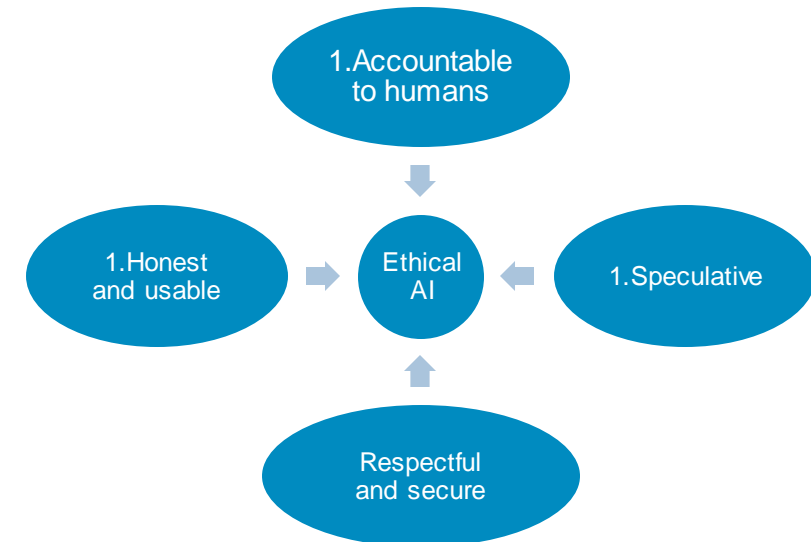 1.Accountable
to humans
1.Honest
and usable
Ethical
AI
1.Speculative
Respectful
and secure